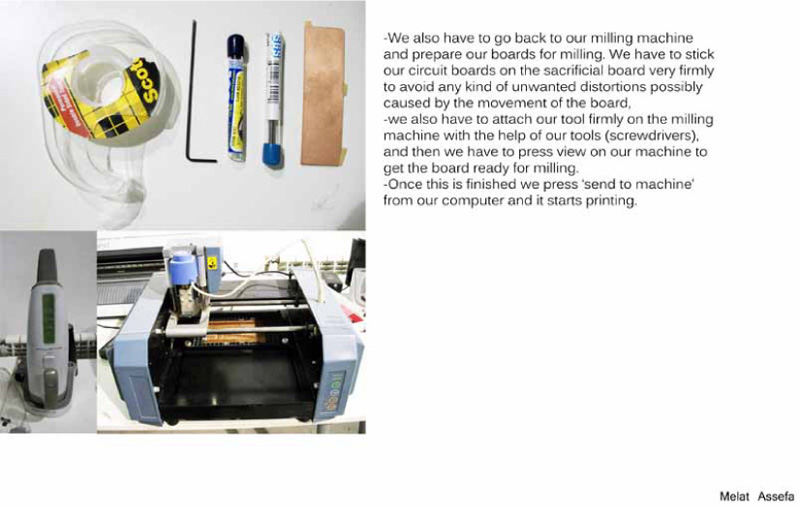 Scotch
-We also have to go back to our milling machine
and prepare our boards for milling. We have to stick
our circuit boards on the sacrificial board very firmly
to avoid any kind of unwanted distortions possibly
caused by the movement of the board,
-we also have to attach our tool firmly on the milling
machine with the help of our tools (screwdrivers),
and then we have to press view on our machine to
get the board ready for milling.
-Once this is finished we press 'send to machine'
from our computer and it starts printing.
Melat Assefa